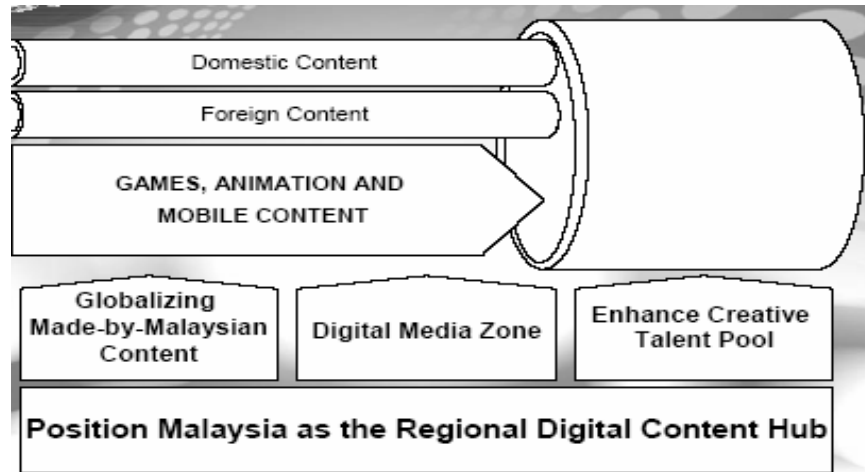 Domestic Content
Foreign Content
GAMES, ANIMATION AND
MOBILE CONTENT
Globalizing
Made-by-Malaysian
Content
Digital Media Zone
Enhance Creative
Talent Pool
Position Malaysia as the Regional Digital Content Hub